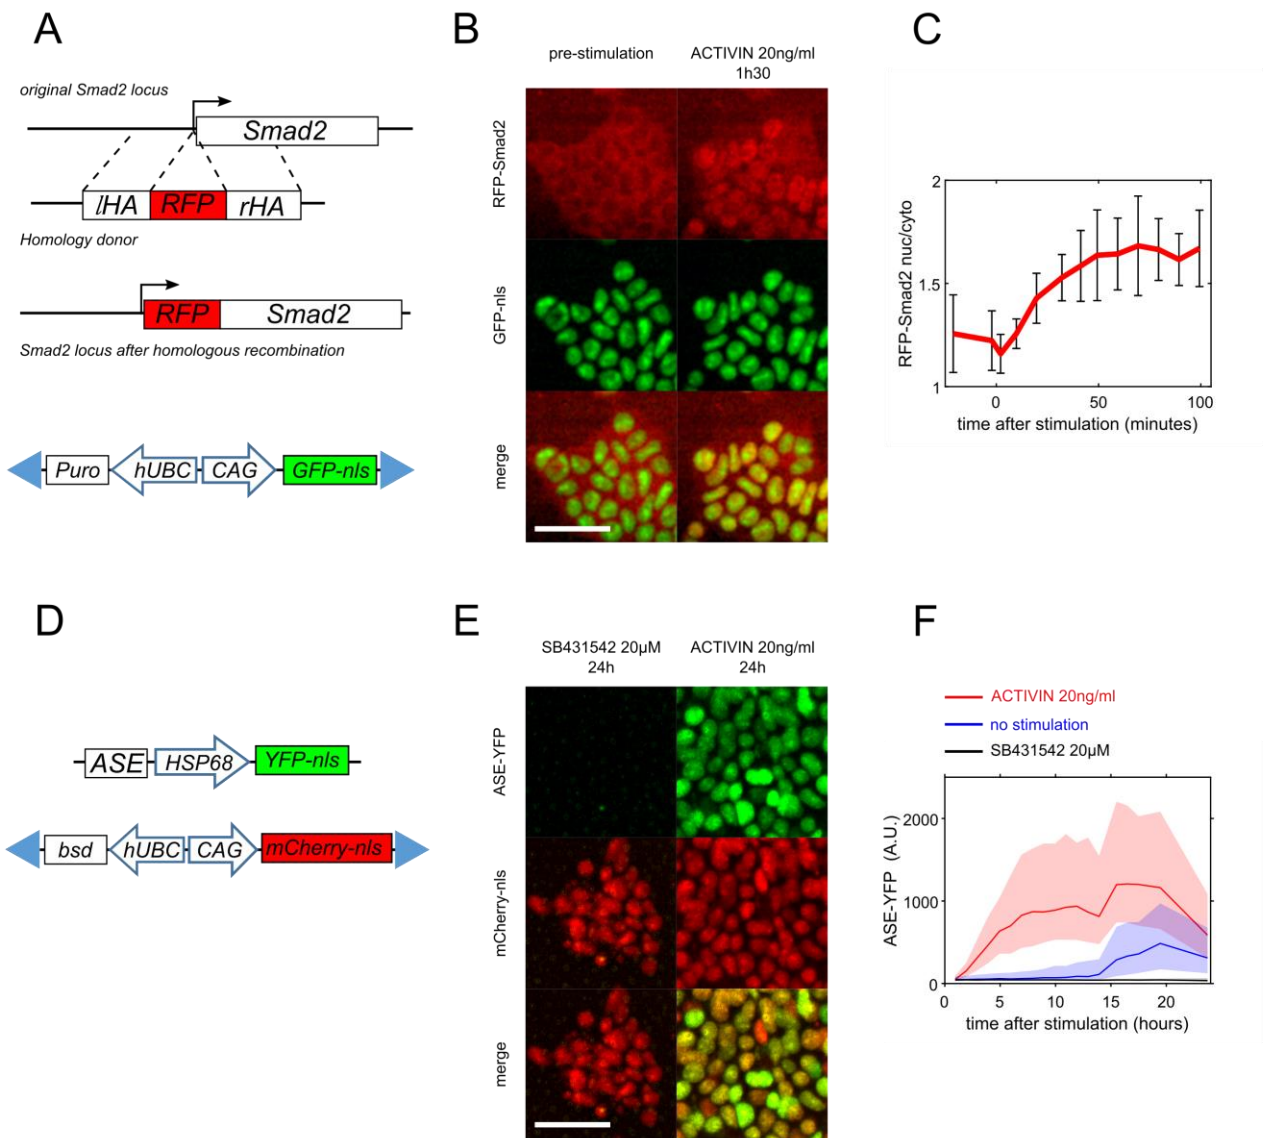 A
original Smad2 locus
Smad2
lHA RFP rHA
Homology donor
RFP Smad2
Smad2 locus after homologous recombination
Puro hUBC CAG GFP-nls
B
pre-stimulation
ACTIVIN 20ng/ml
1h30
RFP-Smad2
GFP-nls
merge
C
RFP-Smad2 nuc/cyto
2
1.5
1
0 50 100
time after stimulation (minutes)
D
ASE HSP68 YFP-nls
bsd hUBC CAG mCherry-nls
E
SB431542 20µM
24h
ACTIVIN 20ng/ml
24h
ASE-YFP
mCherry-nls
merge
F
ACTIVIN 20ng/ml
no stimulation
SB431542 20µM
ASE-YFP (A.U.)
2000
1000
0
0 5 10 15 20
time after stimulation (hours)